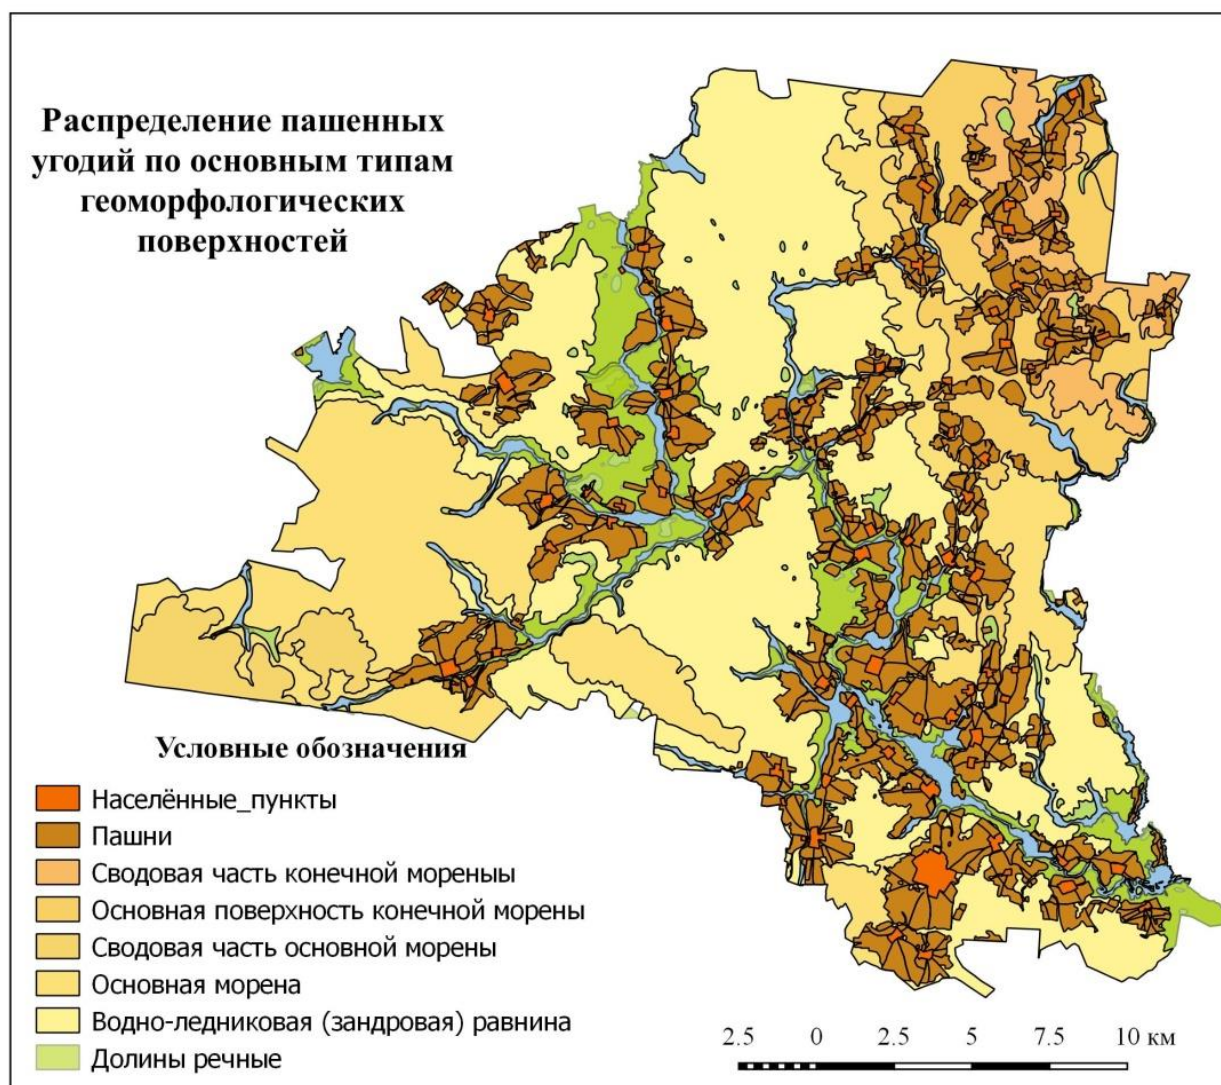 Распределение пашенных
угодий по основным типам
геоморфологических
поверхностей
Условные обозначения
Населённые_пункты
Пашни
Сводовая часть конечной мореныы
Основная поверхность конечной морены
Сводовая часть основной морены
Основная морена
Водно-ледниковая (зандровая) равнина
Долины речные
2.5 0 2.5 5 7.5 10 км